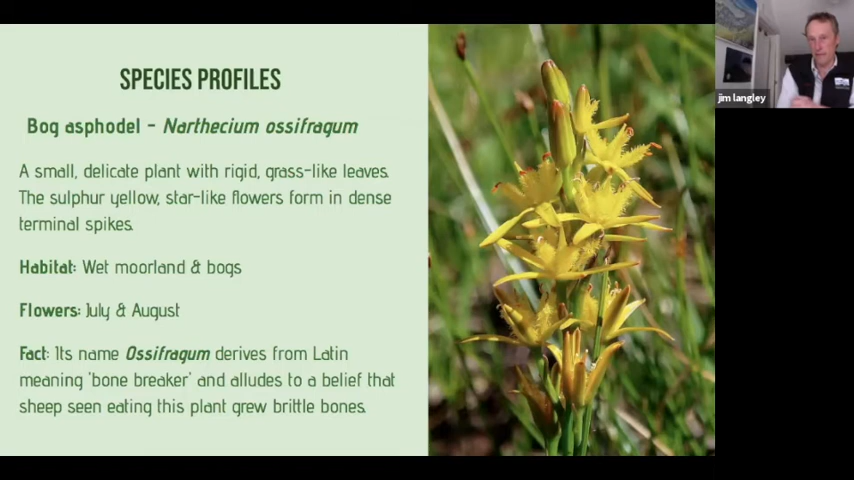 SPECIES PROFILES
Bog asphodel - Narthecium ossifragum
A small, delicate plant with rigid, grass-like leaves.
The sulphur yellow, star-like flowers form in dense
terminal spikes.
Habitat: Wet moorland & bogs
Flowers: July & August
Fact: Its name Ossifragum derives from Latin
meaning 'bone breaker' and alludes to a belief that
sheep seen eating this plant grew brittle bones.
jim langley